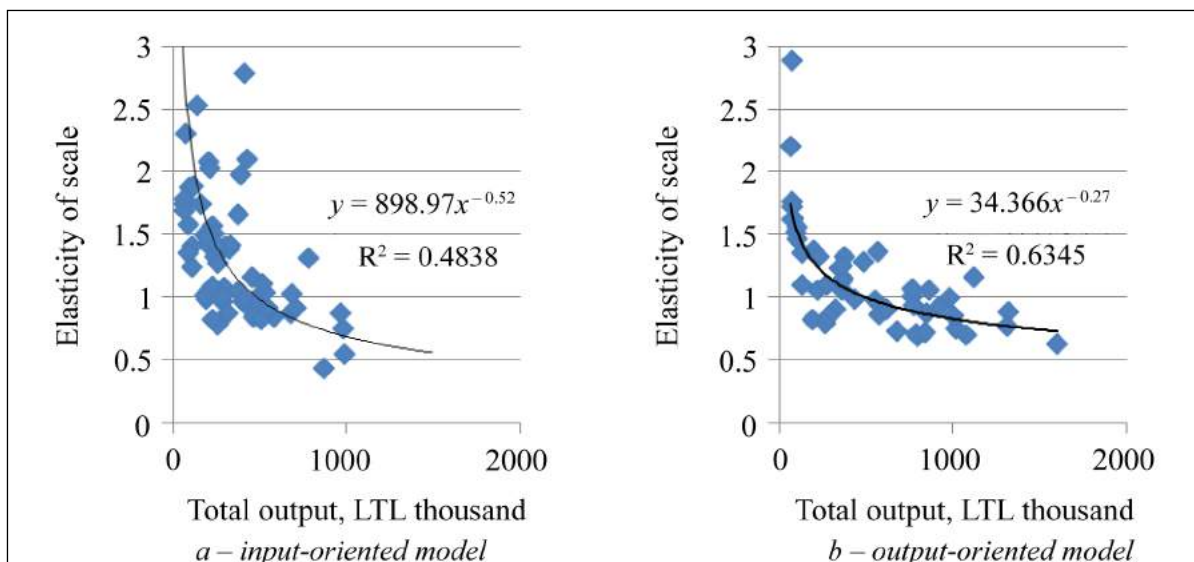 3
2.5
2
1.5
1
0.5
0
Elasticity of scale
y = 898.97x^{−0.52}
R² = 0.4838
0 1000 2000
Total output, LTL thousand
a – input-oriented model
3
2.5
2
1.5
1
0.5
0
Elasticity of scale
y = 34.366x^{−0.27}
R² = 0.6345
0 1000 2000
Total output, LTL thousand
b – output-oriented model